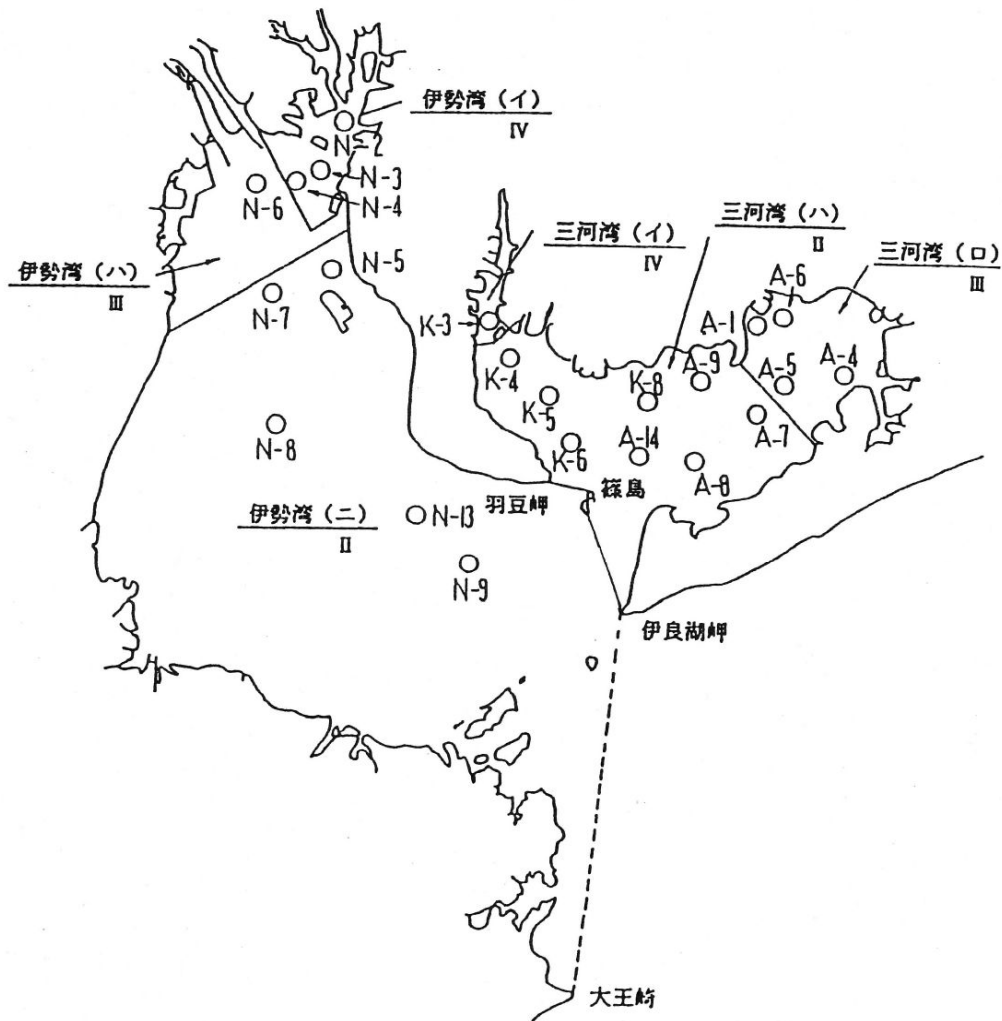 伊勢湾（イ）
IV
N-2
N-3
N-4
N-6
三河湾（ハ）
II
三河湾（イ）
IV
三河湾（ロ）
III
伊勢湾（ハ）
III
N-5
A-6
N-7
K-3
A-1
K-4
A-9
A-5
A-4
K-8
K-5
A-7
N-8
K-6
A-14
A-8
羽豆岬
篠島
伊勢湾（ニ）
II
N-13
N-9
伊良湖岬
大王崎